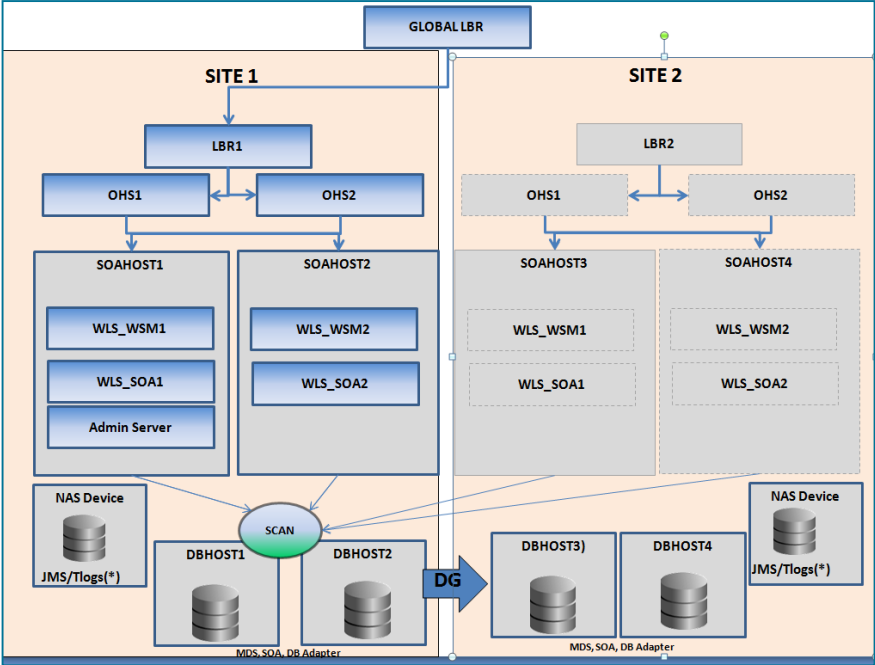 GLOBAL LBR
SITE 1
LBR1
OHS1
OHS2
SOAHOST1
WLS_WSM1
WLS_SOA1
Admin Server
SOAHOST2
WLS_WSM2
WLS_SOA2
NAS Device
JMS/Tlogs(*)
SCAN
DBHOST1
DBHOST2
MDS, SOA, DB Adapter
DG
SITE 2
LBR2
OHS1
OHS2
SOAHOST3
WLS_WSM1
WLS_SOA1
SOAHOST4
WLS_WSM2
WLS_SOA2
NAS Device
JMS/Tlogs(*)
DBHOST3)
DBHOST4
MDS, SOA, DB Adapter